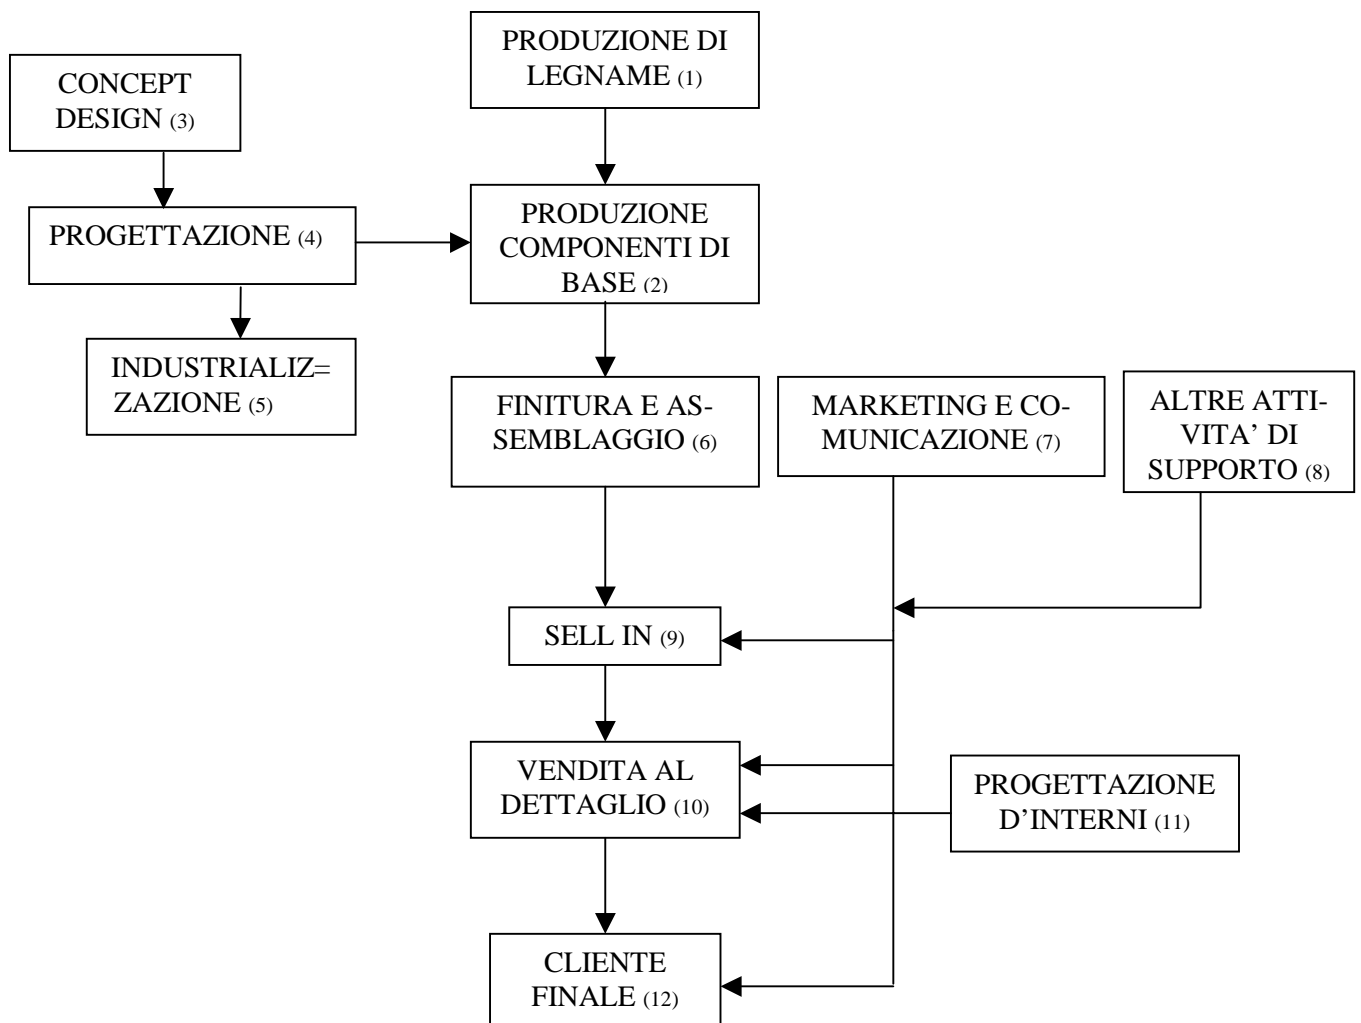 PRODUZIONE DI
LEGNAME (1)
CONCEPT
DESIGN (3)
PROGETTAZIONE (4)
PRODUZIONE
COMPONENTI DI
BASE (2)
INDUSTRIALIZ=
ZAZIONE (5)
FINITURA E AS-
SEMBLAGGIO (6)
MARKETING E CO-
MUNICAZIONE (7)
ALTRE ATTI-
VITA’ DI
SUPPORTO (8)
SELL IN (9)
VENDITA AL
DETTAGLIO (10)
PROGETTAZIONE
D’INTERNI (11)
CLIENTE
FINALE (12)